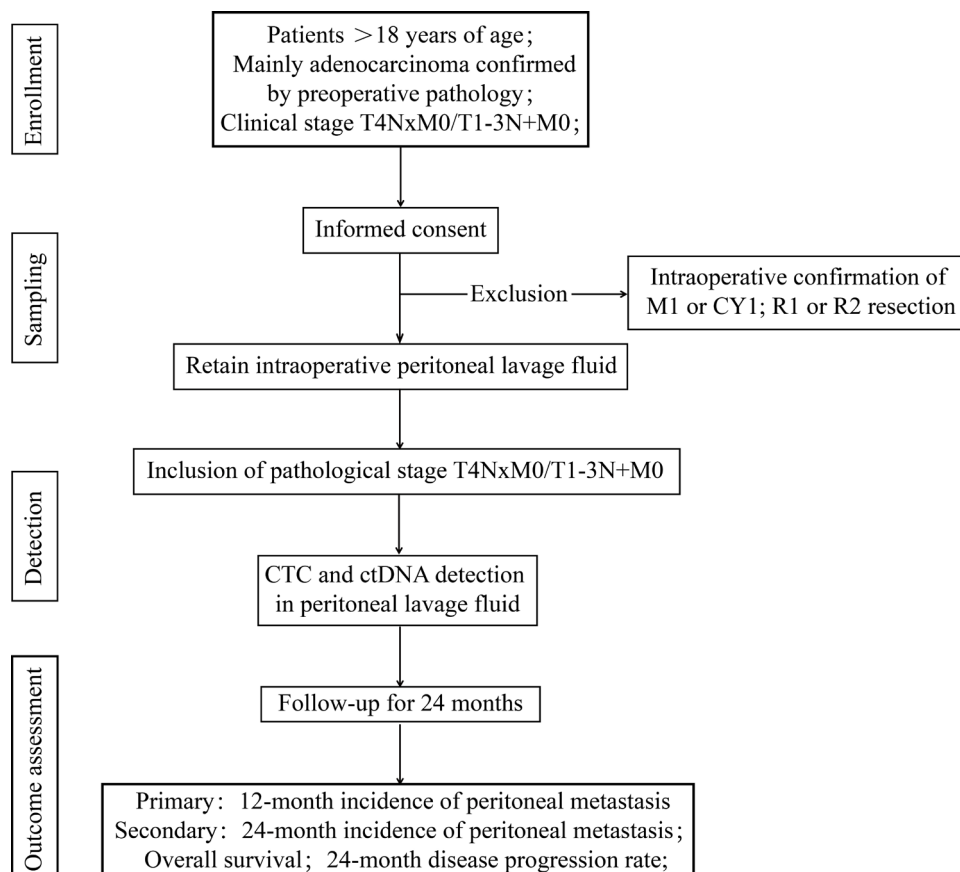 Enrollment
Patients >18 years of age;
Mainly adenocarcinoma confirmed
by preoperative pathology;
Clinical stage T4NxM0/T1-3N+M0;
Sampling
Informed consent
Exclusion
Intraoperative confirmation of
M1 or CY1; R1 or R2 resection
Retain intraoperative peritoneal lavage fluid
Detection
Inclusion of pathological stage T4NxM0/T1-3N+M0
CTC and ctDNA detection
in peritoneal lavage fluid
Outcome assessment
Follow-up for 24 months
Primary: 12-month incidence of peritoneal metastasis
Secondary: 24-month incidence of peritoneal metastasis;
Overall survival; 24-month disease progression rate;